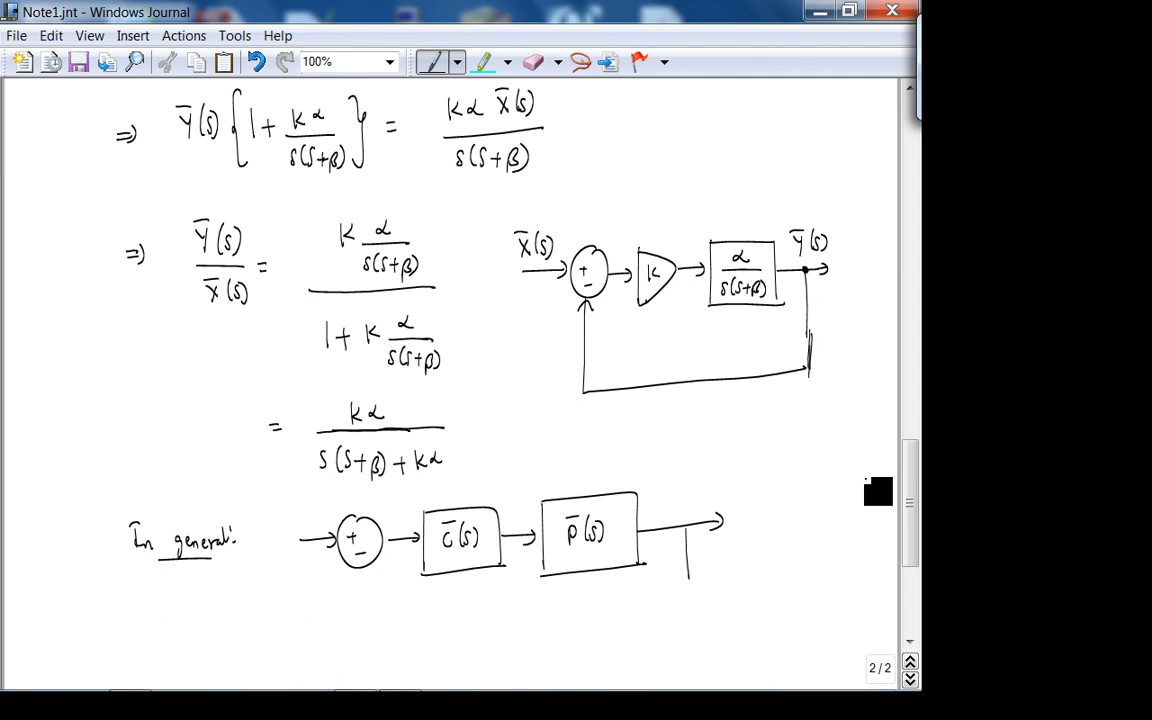 Note1.jnt - Windows Journal
File Edit View Insert Actions Tools Help
100%
⇒ Ȳ(s) { 1 + Kα / s(s+β) } = Kα X̄(s) / s(s+β)
⇒ Ȳ(s) / X̄(s) = K α / s(s+β) / 1 + K α / s(s+β)
X̄(s) + - K α / s(s+β) Ȳ(s)
= Kα / s(s+β) + Kα
In general: + - C̄(s) P̄(s)
2/2